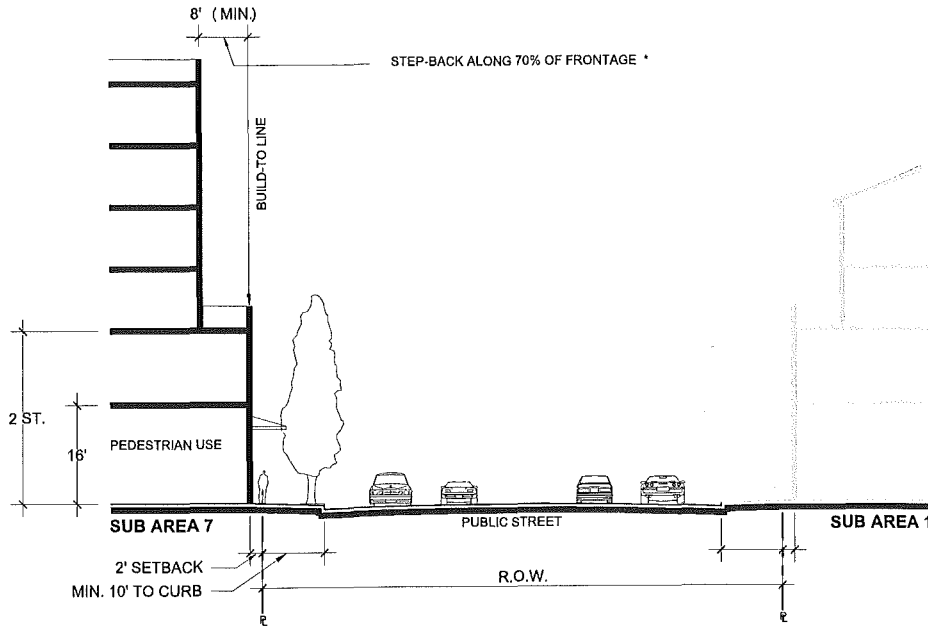 8' (MIN.)
STEP-BACK ALONG 70% OF FRONTAGE *
BUILD-TO LINE
2 ST.
16'
PEDESTRIAN USE
SUB AREA 7
PUBLIC STREET
SUB AREA 1
2' SETBACK
MIN. 10' TO CURB
R.O.W.
℄
℄